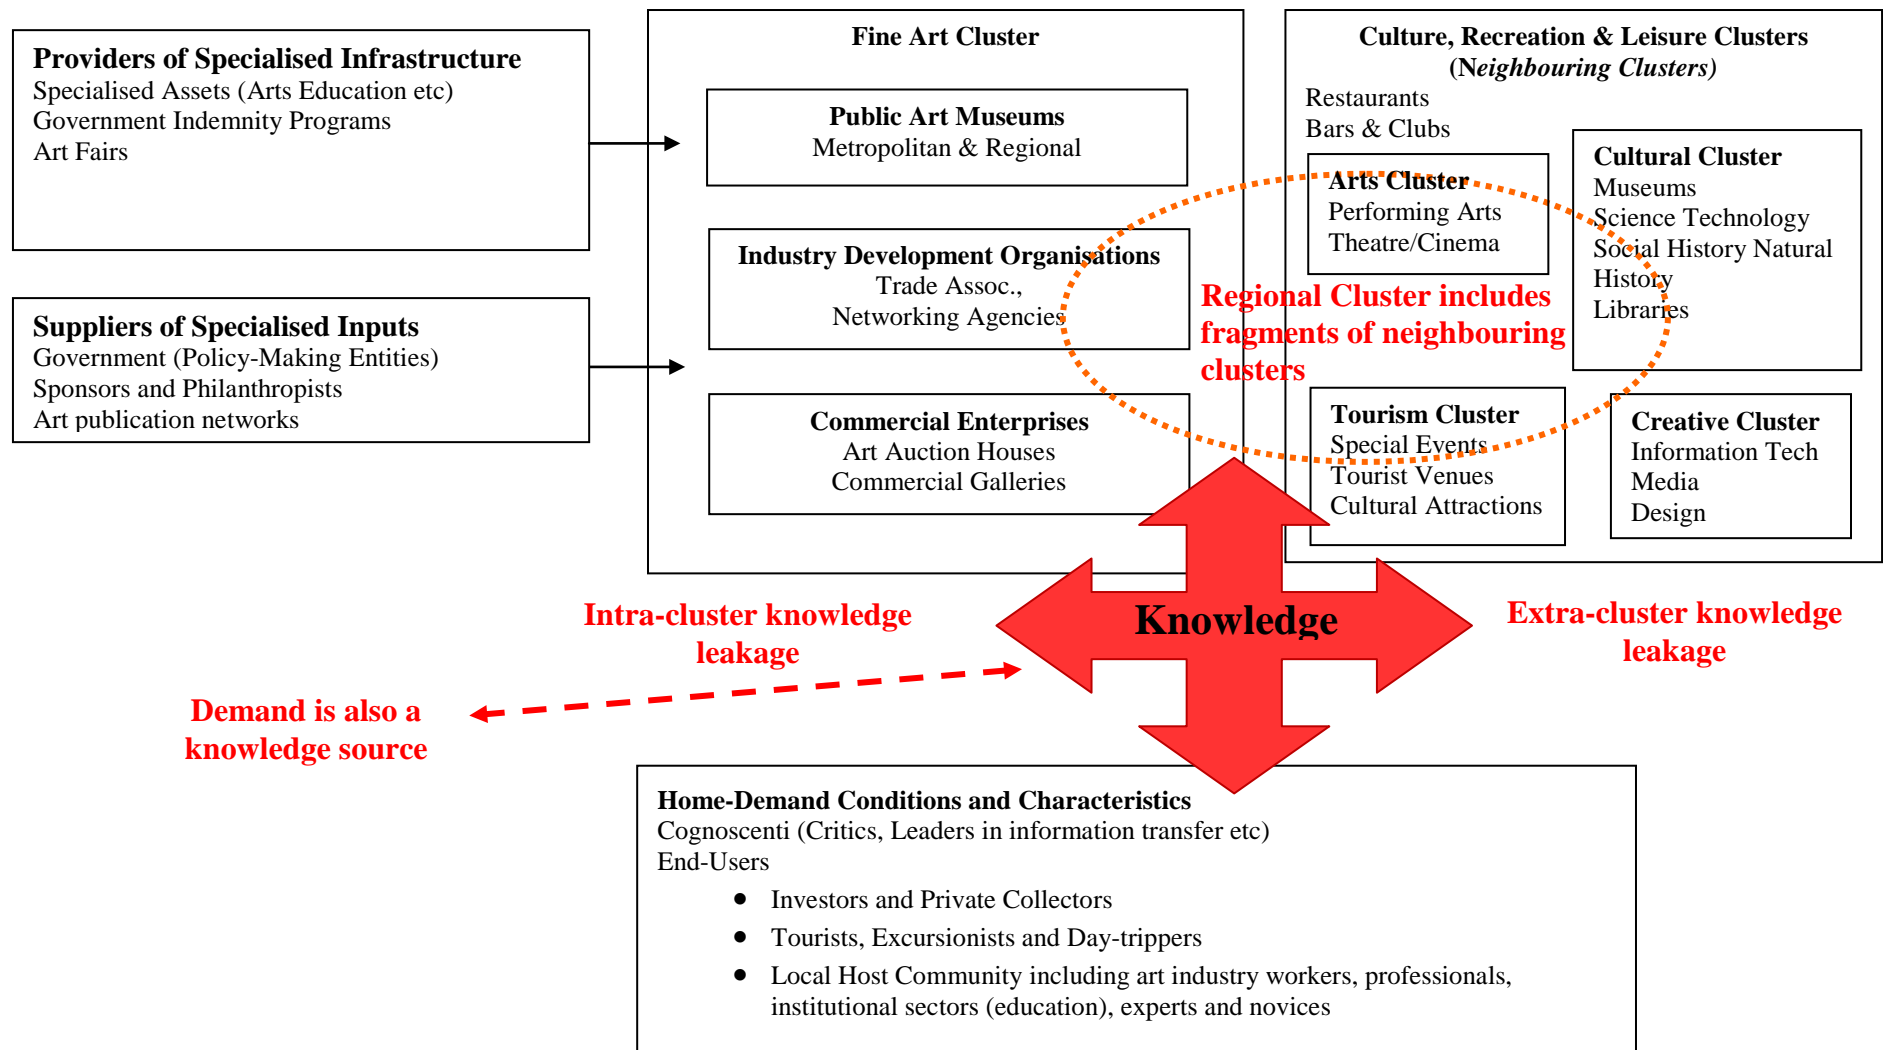 Providers of Specialised Infrastructure
Specialised Assets (Arts Education etc)
Government Indemnity Programs
Art Fairs
Suppliers of Specialised Inputs
Government (Policy-Making Entities)
Sponsors and Philanthropists
Art publication networks
Fine Art Cluster
Public Art Museums
Metropolitan & Regional
Industry Development Organisations
Trade Assoc.,
Networking Agencies
Commercial Enterprises
Art Auction Houses
Commercial Galleries
Culture, Recreation & Leisure Clusters
(Neighbouring Clusters)
Restaurants
Bars & Clubs
Arts Cluster
Performing Arts
Theatre/Cinema
Cultural Cluster
Museums
Science Technology
Social History Natural
History
Libraries
Regional Cluster includes
fragments of neighbouring
clusters
Tourism Cluster
Special Events
Tourist Venues
Cultural Attractions
Creative Cluster
Information Tech
Media
Design
Intra-cluster knowledge
leakage
Knowledge
Extra-cluster knowledge
leakage
Demand is also a
knowledge source
Home-Demand Conditions and Characteristics
Cognoscenti (Critics, Leaders in information transfer etc)
End-Users
• Investors and Private Collectors
• Tourists, Excursionists and Day-trippers
• Local Host Community including art industry workers, professionals,
institutional sectors (education), experts and novices